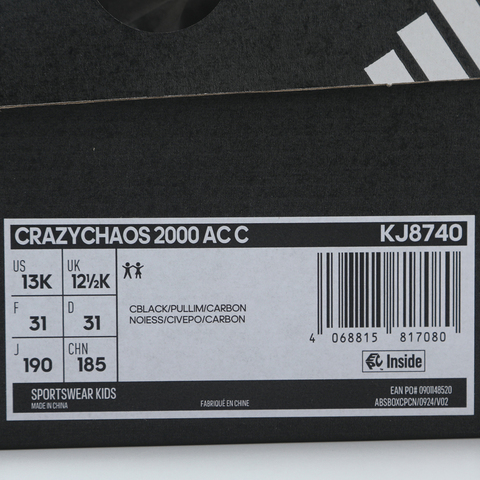 CRAZYCHAOS 2000 AC C KJ8740
US 13K UK 12½K
F 31 D 31
J 190 CHN 185
CBLACK/PULLIM/CARBON
NOIESS/CIVEPO/CARBON
4 068815 817080
Inside
SPORTSWEAR KIDS
MADE IN CHINA
FABRIQUÉ EN CHINE
EAN PO# 0901148520
ABSBOXCPCN/0924/V02